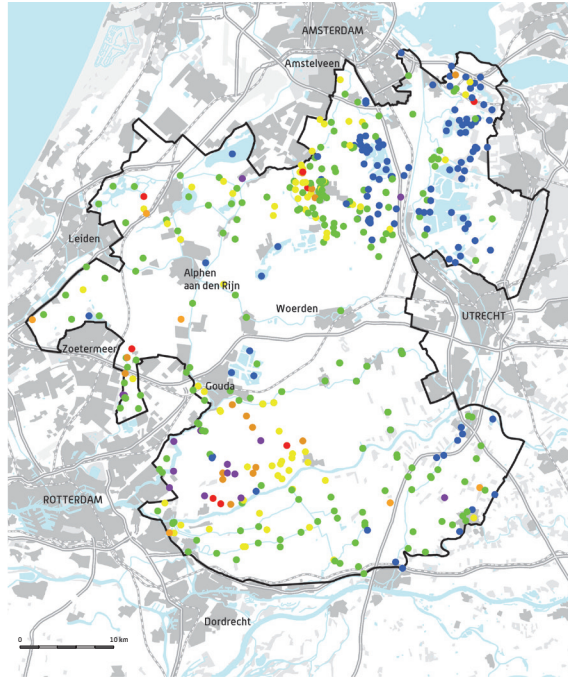 AMSTERDAM
Amstelveen
Leiden
Alphen
aan den Rijn
Woerden
UTRECHT
Zoetermeer
Gouda
ROTTERDAM
Dordrecht
0 10 km